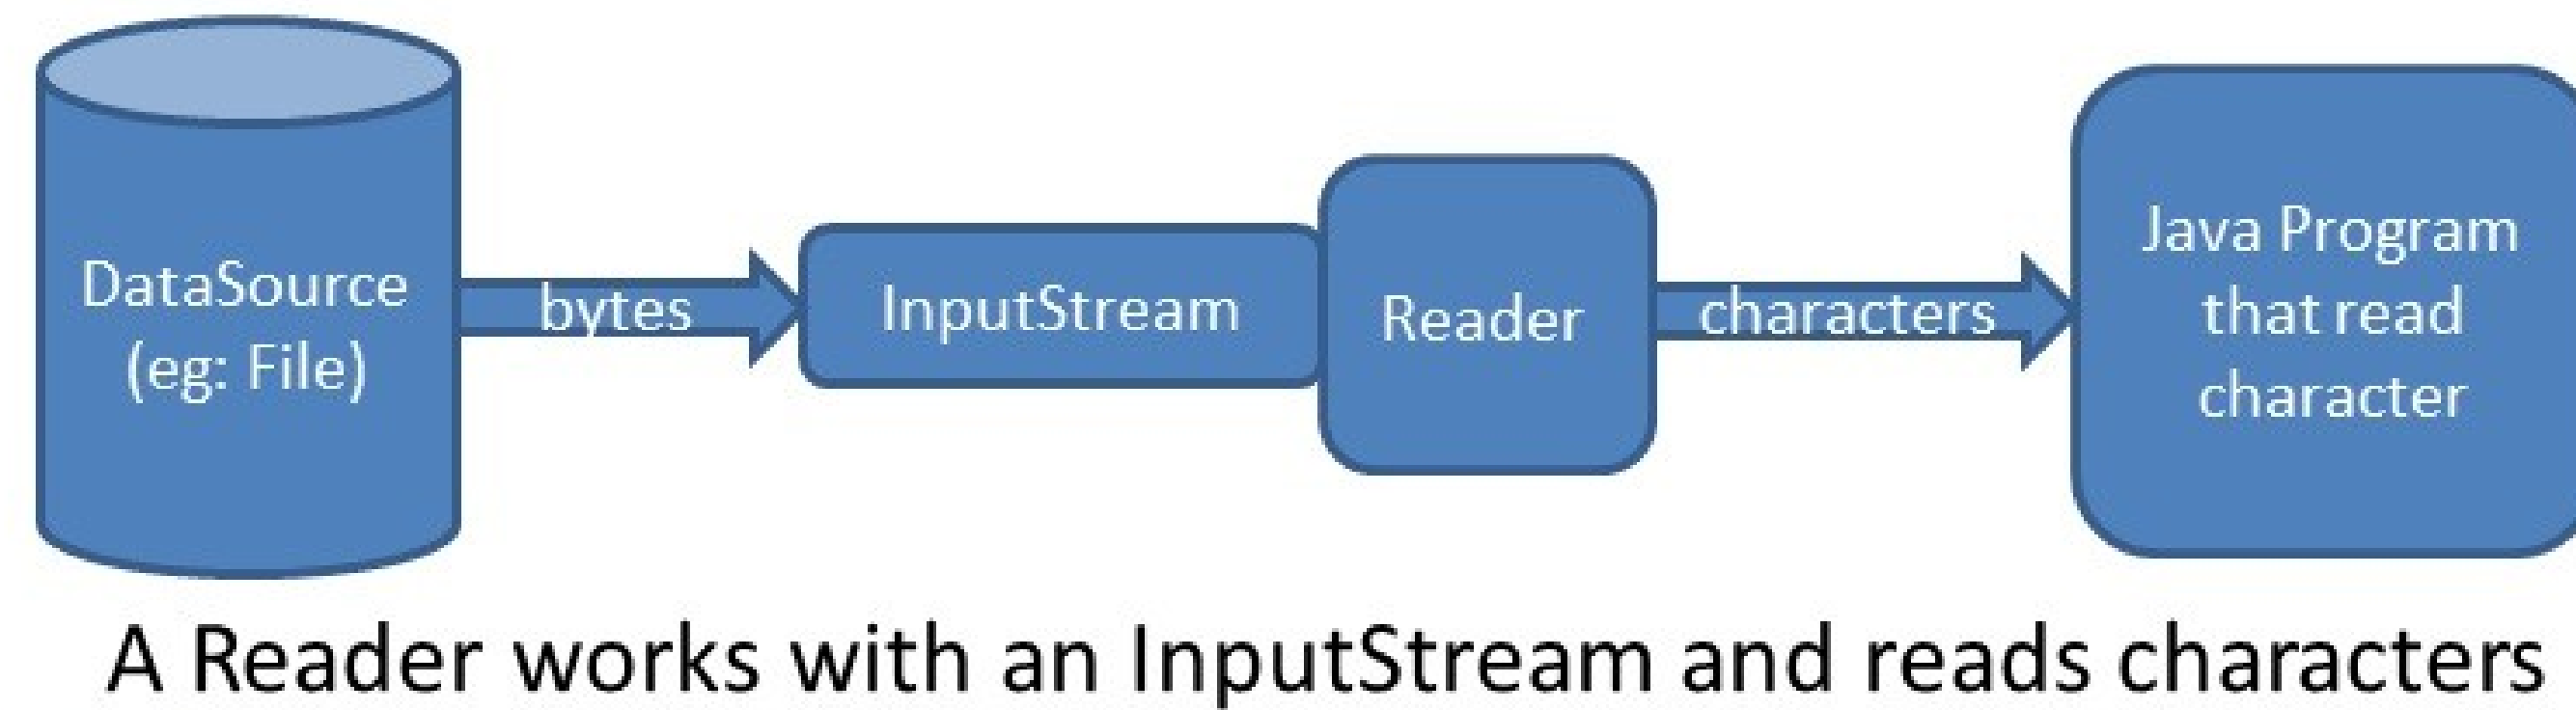 DataSource
(eg: File)
bytes
InputStream
Reader
characters
Java Program
that read
character
A Reader works with an InputStream and reads characters